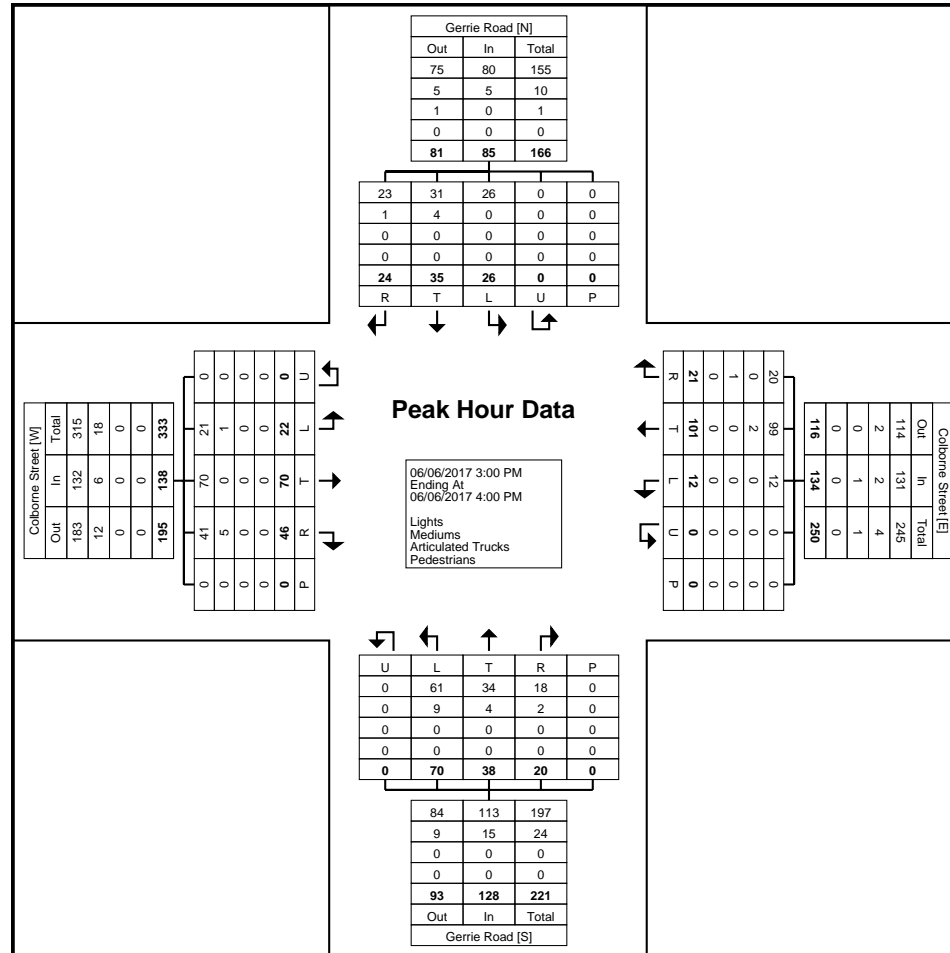 Gerrie Road [N]
Out In Total
75 80 155
5 5 10
1 0 1
0 0 0
81 85 166
23 31 26 0 0
1 4 0 0 0
0 0 0 0 0
0 0 0 0 0
24 35 26 0 0
R T L U P
Colborne Street [W]
Total 315 18 0 0 333
In 132 6 0 0 138
Out 183 12 0 0 195
0 0 0 0 0 U
21 1 0 0 22 L
70 0 0 0 70 T
41 5 0 0 46 R
0 0 0 0 0 P
Peak Hour Data
06/06/2017 3:00 PM
Ending At
06/06/2017 4:00 PM
Lights
Mediums
Articulated Trucks
Pedestrians
R 21 0 1 0 20
T 101 0 0 2 99
L 12 0 0 0 12
U 0 0 0 0 0
P 0 0 0 0 0
116 0 0 2 114 Out
134 0 1 2 131 In
250 0 1 4 245 Total
Colborne Street [E]
U L T R P
0 61 34 18 0
0 9 4 2 0
0 0 0 0 0
0 0 0 0 0
0 70 38 20 0
84 113 197
9 15 24
0 0 0
0 0 0
93 128 221
Out In Total
Gerrie Road [S]